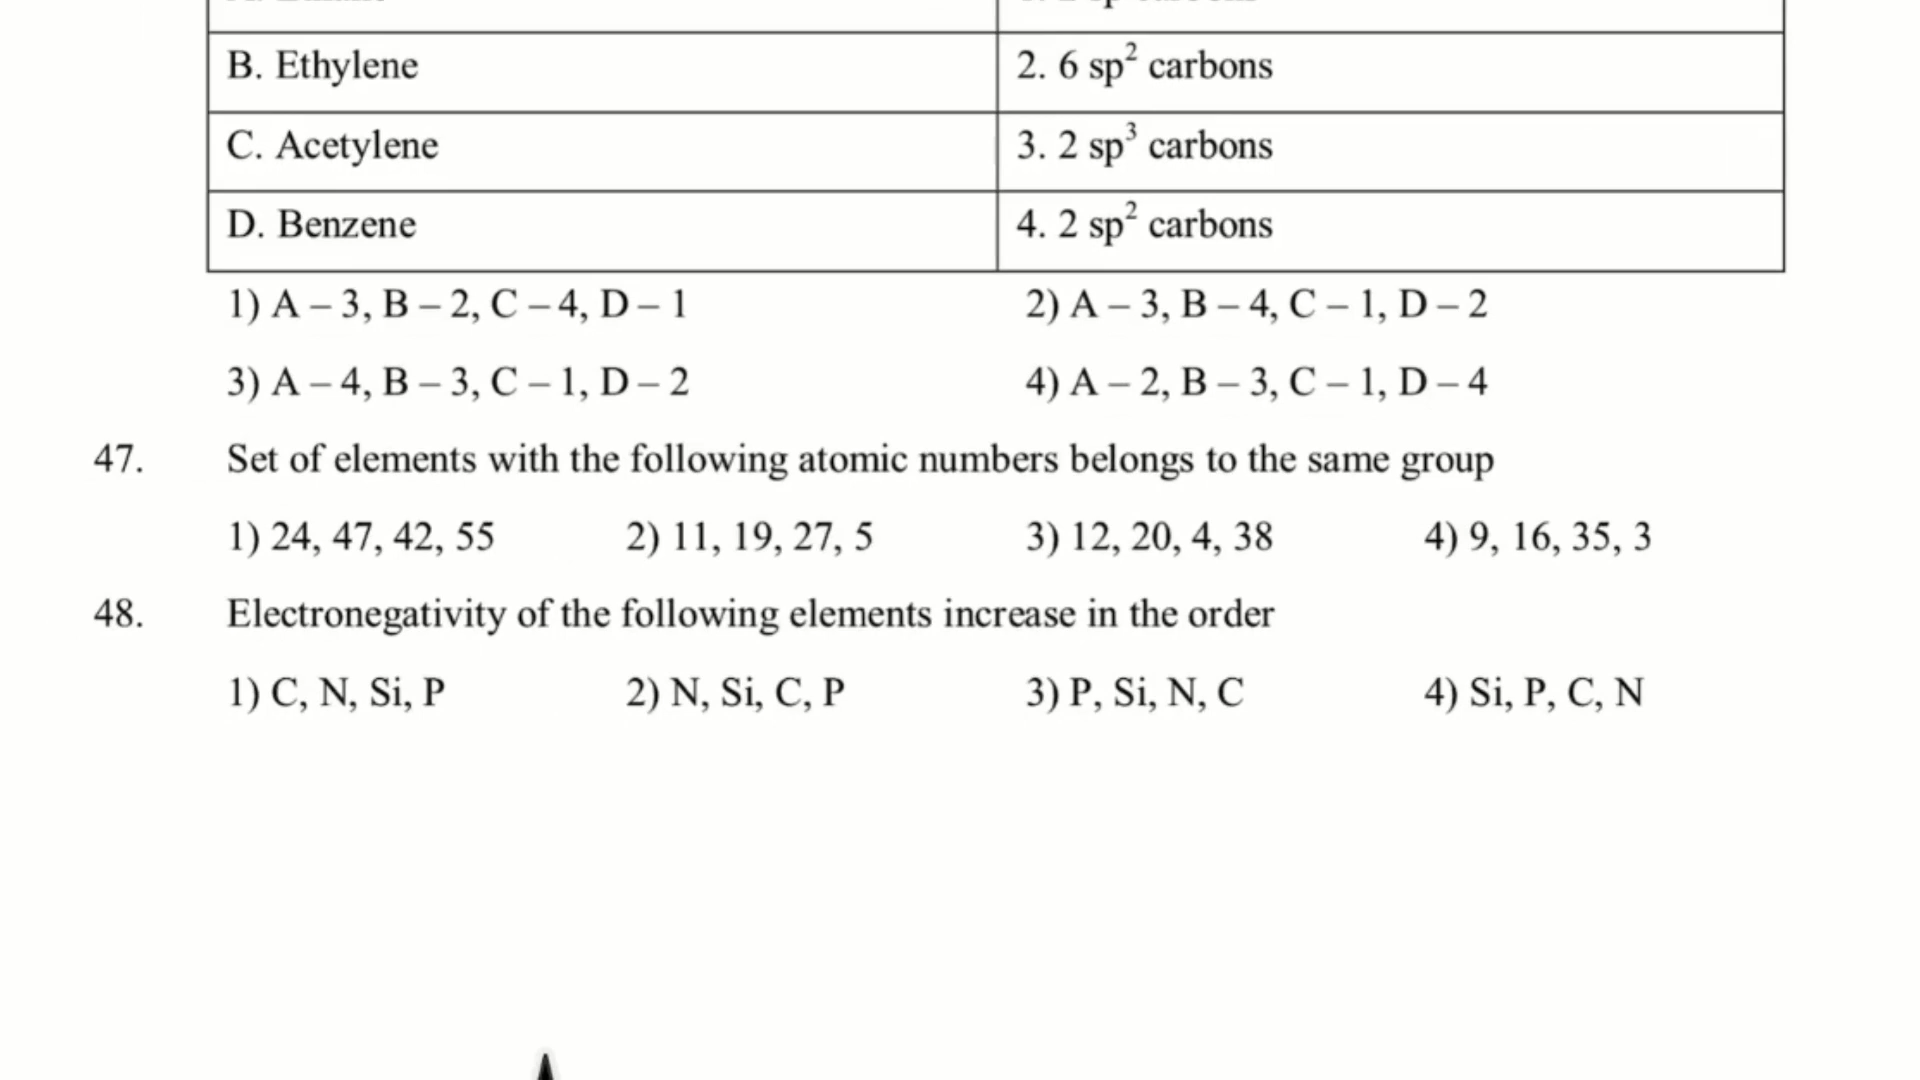 B. Ethylene 2. 6 sp² carbons
C. Acetylene 3. 2 sp³ carbons
D. Benzene 4. 2 sp² carbons
1) A – 3, B – 2, C – 4, D – 1 2) A – 3, B – 4, C – 1, D – 2
3) A – 4, B – 3, C – 1, D – 2 4) A – 2, B – 3, C – 1, D – 4
47. Set of elements with the following atomic numbers belongs to the same group
1) 24, 47, 42, 55 2) 11, 19, 27, 5 3) 12, 20, 4, 38 4) 9, 16, 35, 3
48. Electronegativity of the following elements increase in the order
1) C, N, Si, P 2) N, Si, C, P 3) P, Si, N, C 4) Si, P, C, N